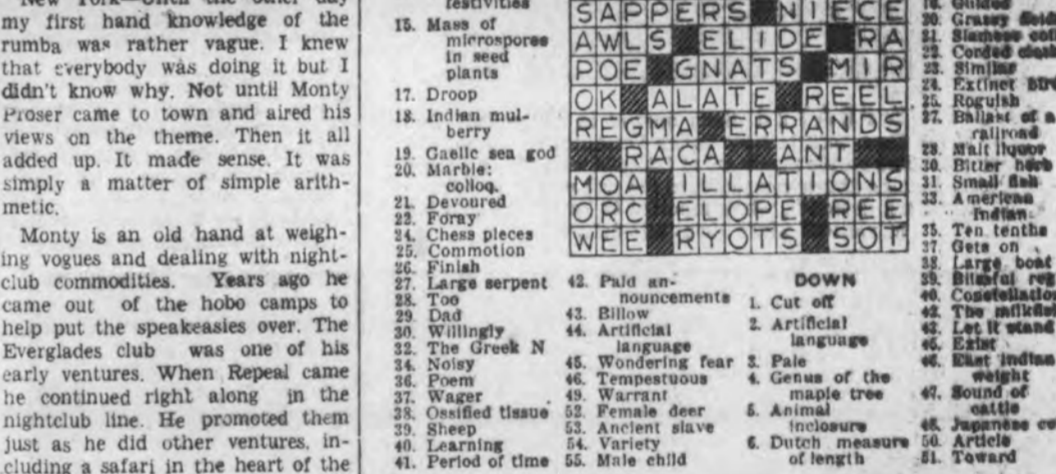 New York—Until the other day
my first hand knowledge of the
rumba was rather vague. I knew
that everybody was doing it but I
didn't know why. Not until Monty
Proser came to town and aired his
views on the theme. Then it all
added up. It made sense. It was
simply a matter of simple arith-
metic.
Monty is an old hand at weigh-
ing vogues and dealing with night-
club commodities. Years ago he
came out of the hobo camps to
help put the speakeasies over. The
Everglades club was one of his
early ventures. When Repeal came
he continued right along in the
nightclub line. He promoted them
just as he did other ventures, in-
cluding a safari in the heart of the
festivities
15. Mass of
microspores
in seed
plants
17. Droop
18. Indian mul-
berry
19. Gaelic sea god
20. Marble:
colloq.
21. Devoured
22. Foray
24. Chess pieces
25. Commotion
26. Finish
27. Large serpent
28. Too
29. Dad
30. Willingly
32. The Greek N
34. Noisy
36. Poem
37. Wager
38. Ossified tissue
39. Sheep
40. Learning
41. Period of time
SAPPERS NIECE
AWLS ELIDE RA
POE GNATS MIR
OK ALATE REEL
REGMA ERRANDS
RACA ANT
MOA ILLATIONS
ORC ELOPE REE
WEE RYOTS SOT
42. Paid an-
nouncements
43. Billow
44. Artificial
language
45. Wondering fear
46. Tempestuous
49. Warrant
52. Female deer
53. Ancient slave
54. Variety
55. Male child
DOWN
1. Cut off
2. Artificial
language
3. Pale
4. Genus of the
maple tree
5. Animal
inclosure
6. Dutch measure
of length
18. Guided
20. Grassy field
21. Siamese
22. Corded
23. Similar
24. Extinct
25. Roguish
27. Ballast of a
railroad
28. Malt liquor
30. Bitter herb
31. Small fish
33. American
Indian
35. Ten tenths
37. Gets on
38. Large boat
39. Blissful
40. Constellation
42. The
43. Let it stand
45. Exist
46. East Indian
weight
47. Sound of
cattle
48. Japanese
50. Article
51. Toward